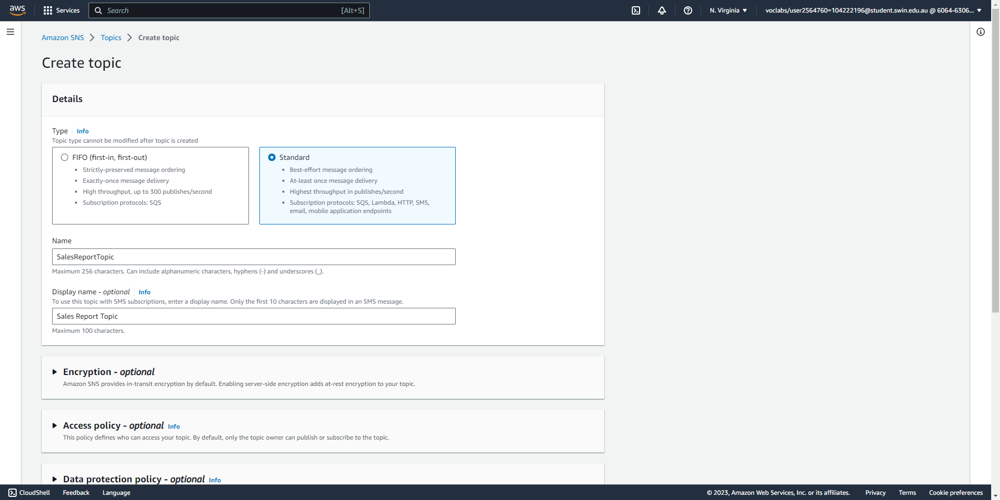 aws Services Search [Alt+S] N. Virginia voclabs/user2564760=104222196@student.swin.edu.au @ 6064-6306...
Amazon SNS Topics Create topic
Create topic
Details
Type Info
Topic type cannot be modified after topic is created
FIFO (first-in, first-out)
Strictly-preserved message ordering
Exactly-once message delivery
High throughput, up to 300 publishes/second
Subscription protocols: SQS
Standard
Best-effort message ordering
At-least once message delivery
Highest throughput in publishes/second
Subscription protocols: SQS, Lambda, HTTP, SMS,
email, mobile application endpoints
Name
SalesReportTopic
Maximum 256 characters. Can include alphanumeric characters, hyphens (-) and underscores (_).
Display name - optional Info
To use this topic with SMS subscriptions, enter a display name. Only the first 10 characters are displayed in an SMS message.
Sales Report Topic
Maximum 100 characters.
Encryption - optional
Amazon SNS provides in-transit encryption by default. Enabling server-side encryption adds at-rest encryption to your topic.
Access policy - optional Info
This policy defines who can access your topic. By default, only the topic owner can publish or subscribe to the topic.
Data protection policy - optional Info
CloudShell Feedback Language © 2023, Amazon Web Services, Inc. or its affiliates. Privacy Terms Cookie preferences